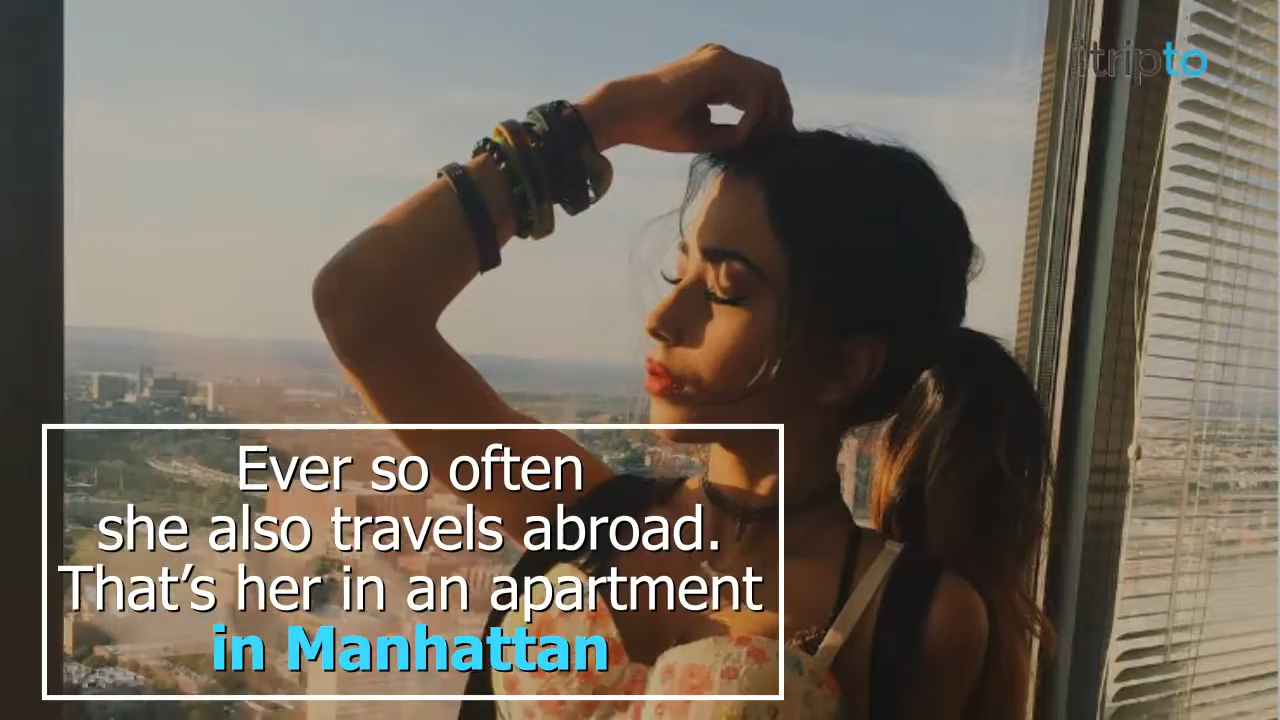 itripto
Ever so often
she also travels abroad.
That's her in an apartment
in Manhattan